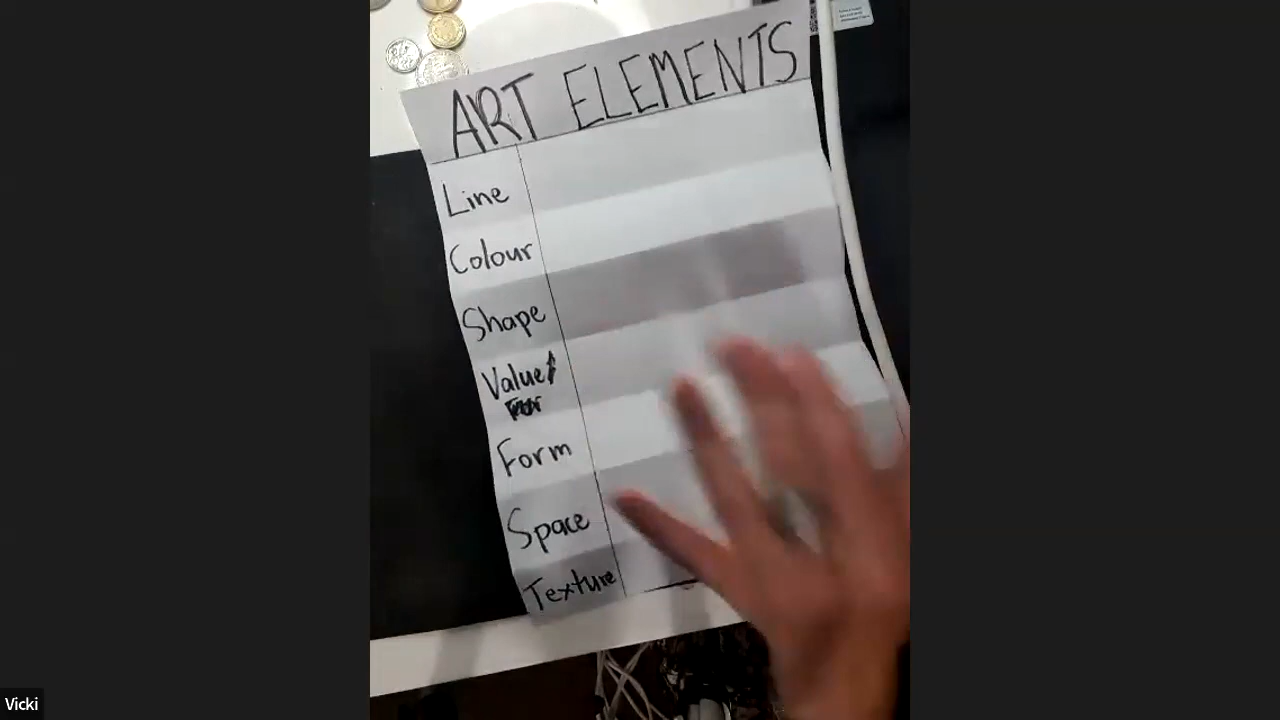 ART ELEMENTS
Line
Colour
Shape
Value
Form
Space
Texture
Vicki